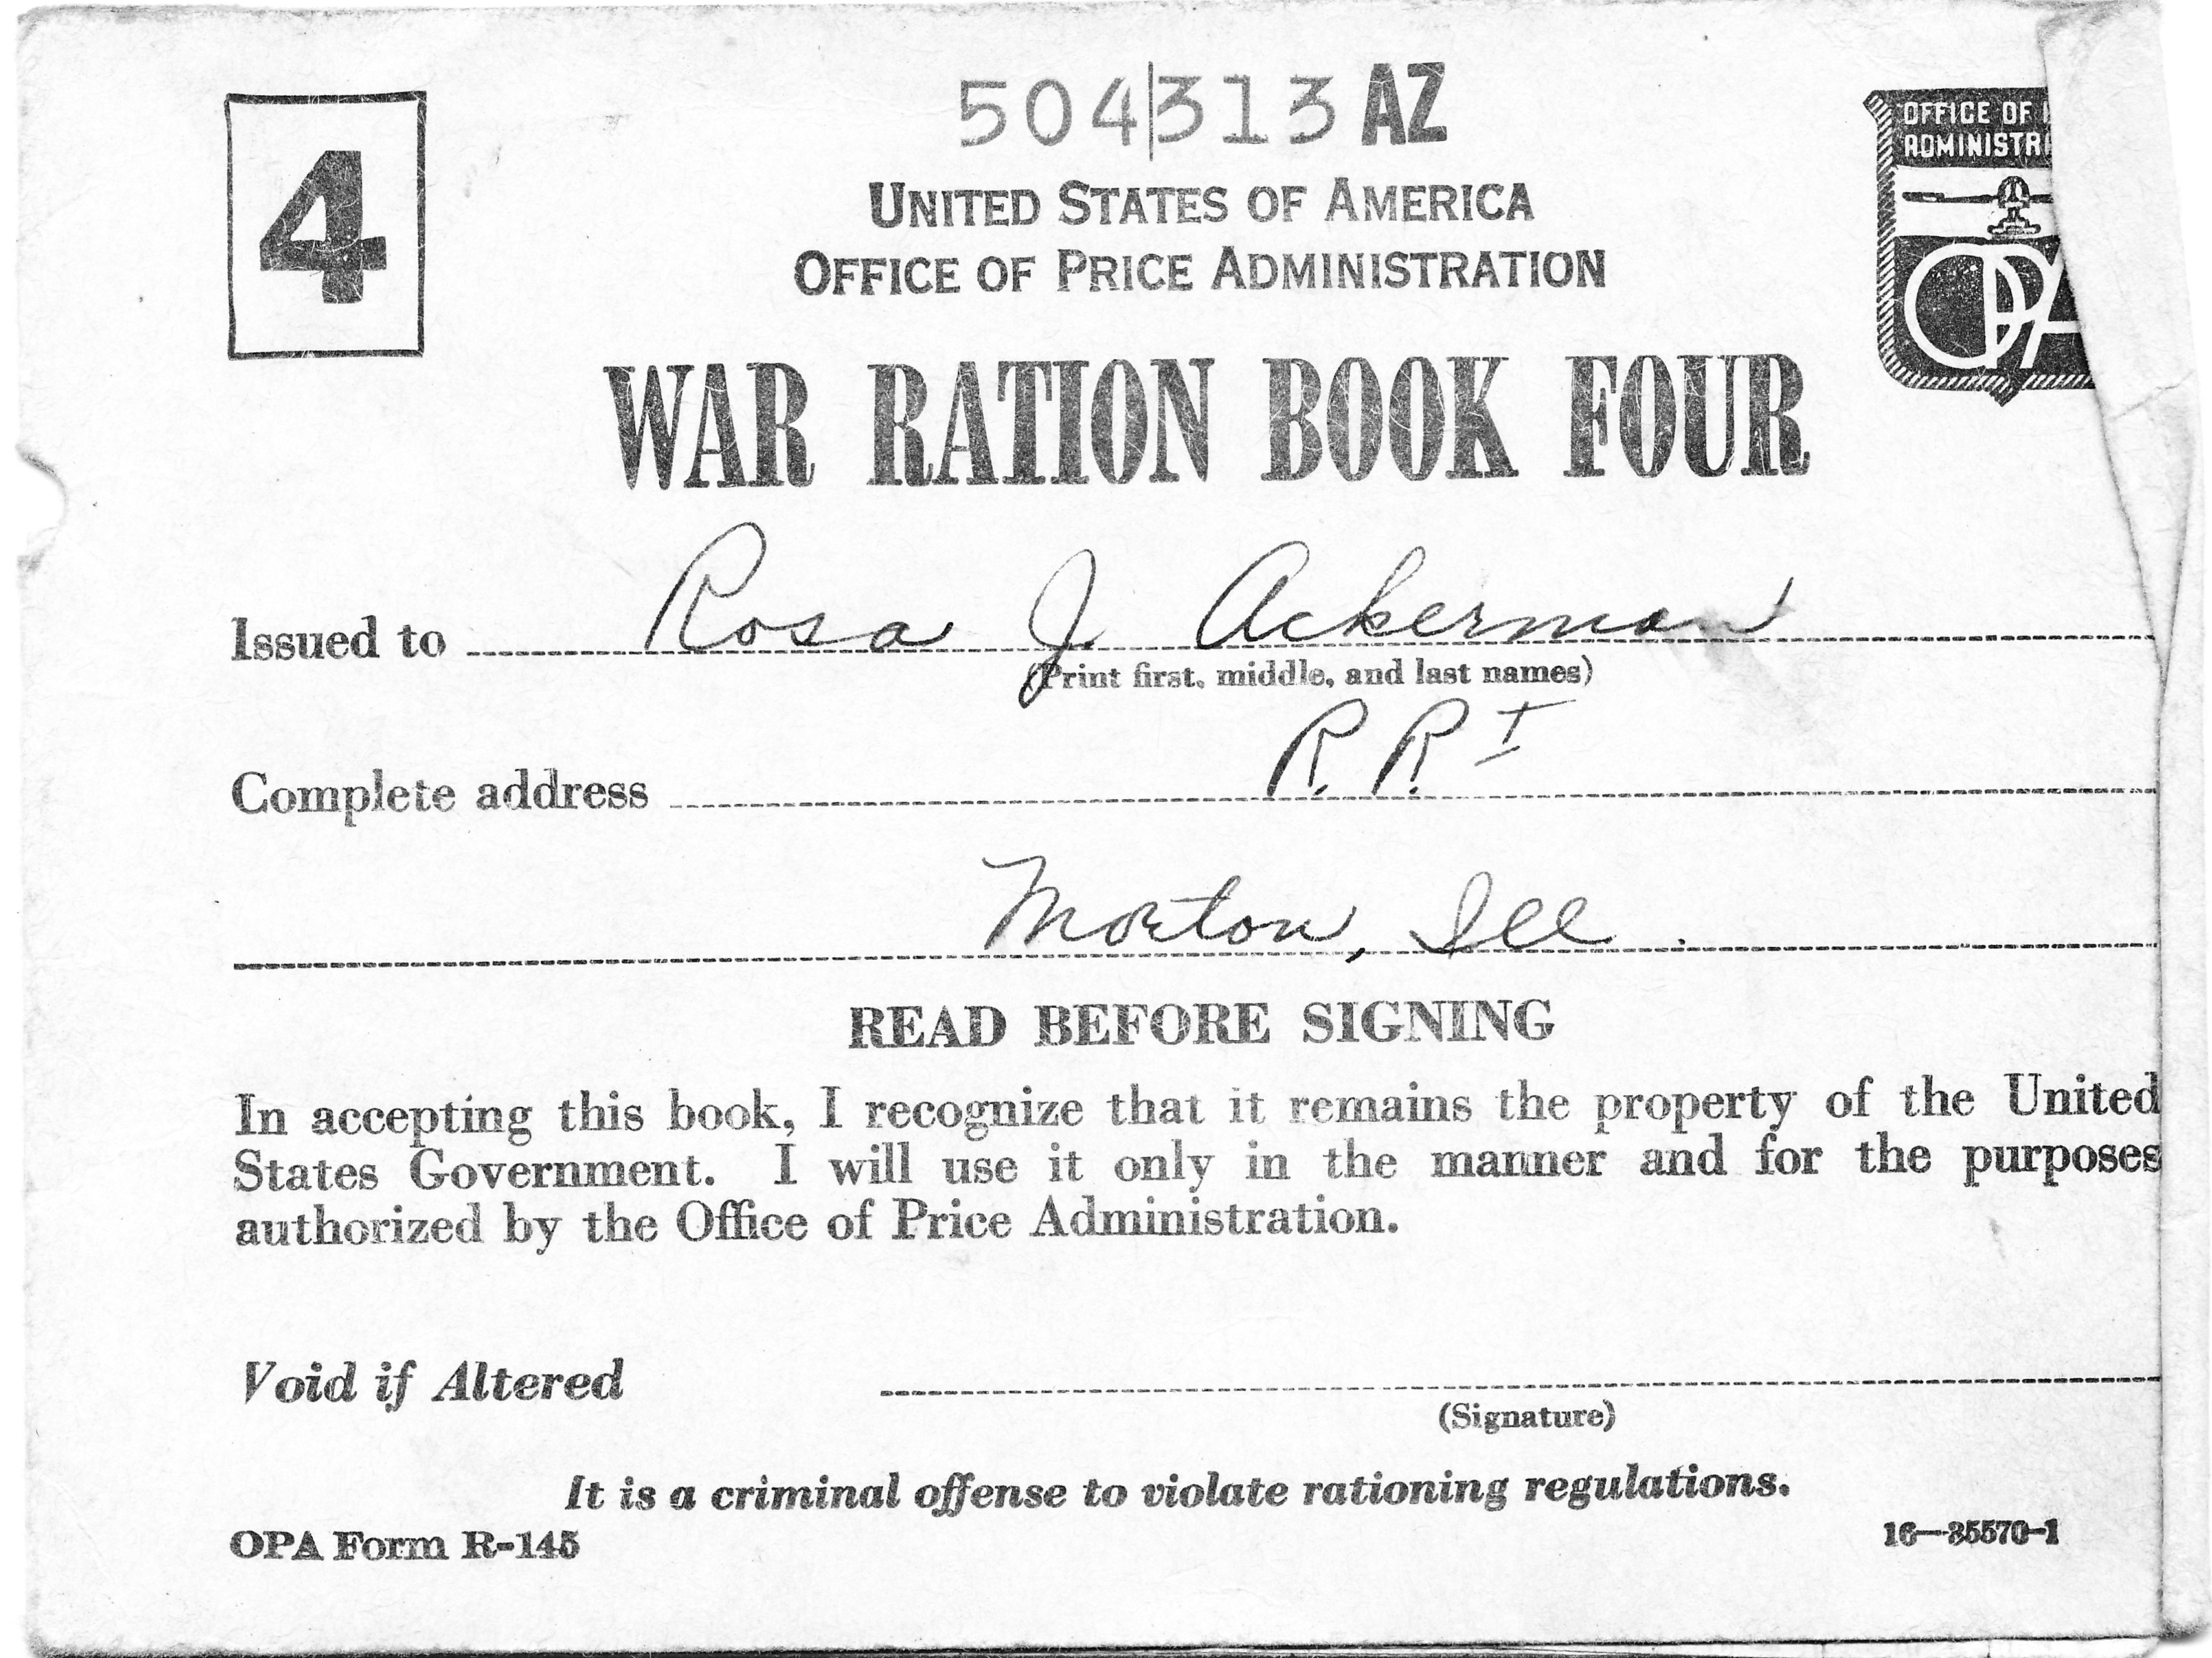 504313 AZ
4
OFFICE OF
ADMINISTR
OPA
UNITED STATES OF AMERICA
OFFICE OF PRICE ADMINISTRATION
WAR RATION BOOK FOUR
Issued to Rosa J. Ackerman
(Print first, middle, and last names)
Complete address R. R. I
Morton, Ill.
READ BEFORE SIGNING
In accepting this book, I recognize that it remains the property of the United
States Government. I will use it only in the manner and for the purposes
authorized by the Office of Price Administration.
Void if Altered
(Signature)
It is a criminal offense to violate rationing regulations.
OPA Form R-145
16—35570-1